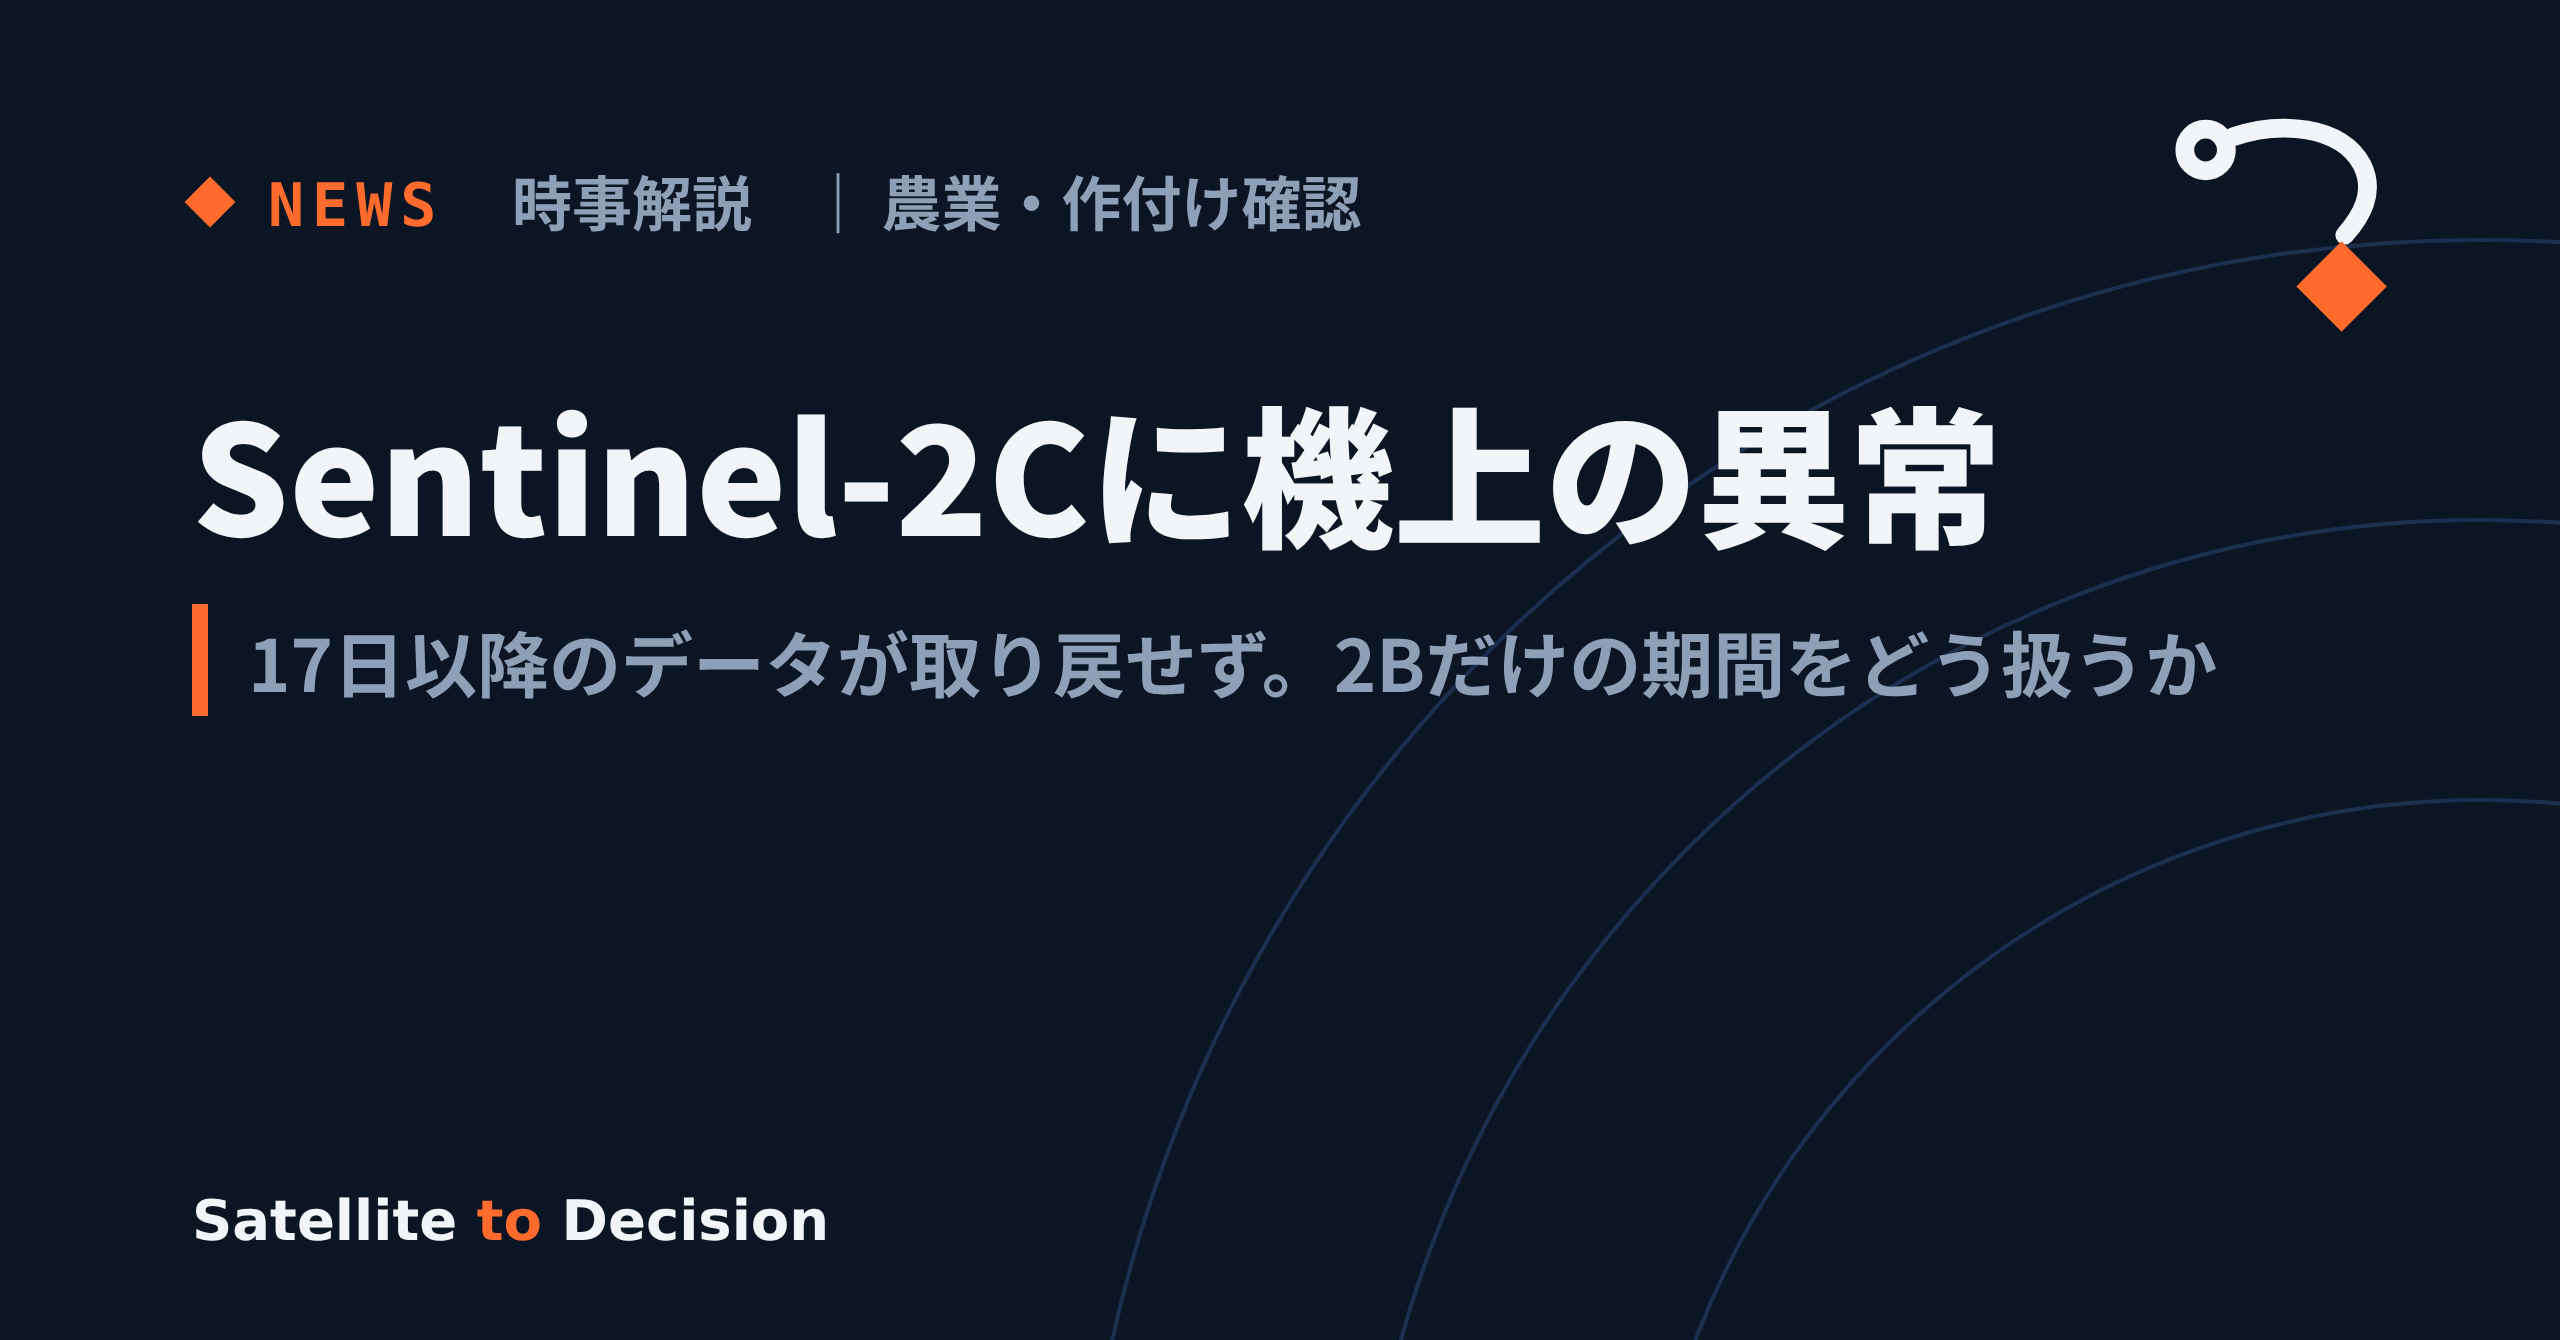 NEWS 時事解説 ｜ 農業・作付け確認
Sentinel-2Cに機上の異常
17日以降のデータが取り戻せず。2Bだけの期間をどう扱うか
Satellite to Decision